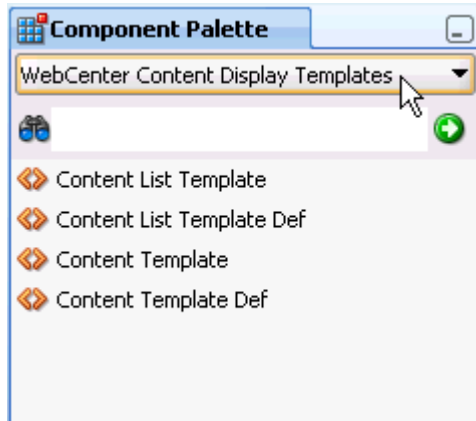 Component Palette
WebCenter Content Display Templates
Content List Template
Content List Template Def
Content Template
Content Template Def